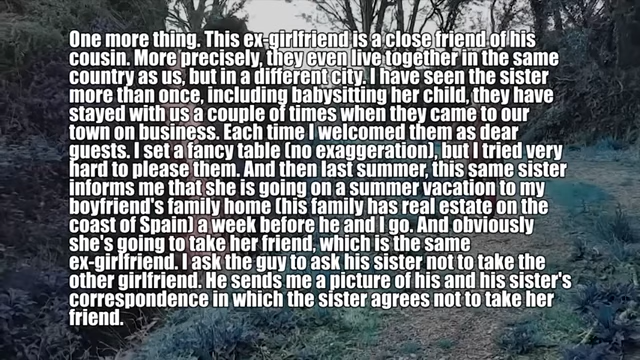 One more thing. This ex-girlfriend is a close friend of his
cousin. More precisely, they even live together in the same
country as us, but in a different city. I have seen the sister
more than once, including babysitting her child, they have
stayed with us a couple of times when they came to our
town on business. Each time I welcomed them as dear
guests. I set a fancy table (no exaggeration), but I tried very
hard to please them. And then last summer, this same sister
informs me that she is going on a summer vacation to my
boyfriend's family home (his family has real estate on the
coast of Spain) a week before he and I go. And obviously
she's going to take her friend, which is the same
ex-girlfriend. I ask the guy to ask his sister not to take the
other girlfriend. He sends me a picture of his and his sister's
correspondence in which the sister agrees not to take her
friend.